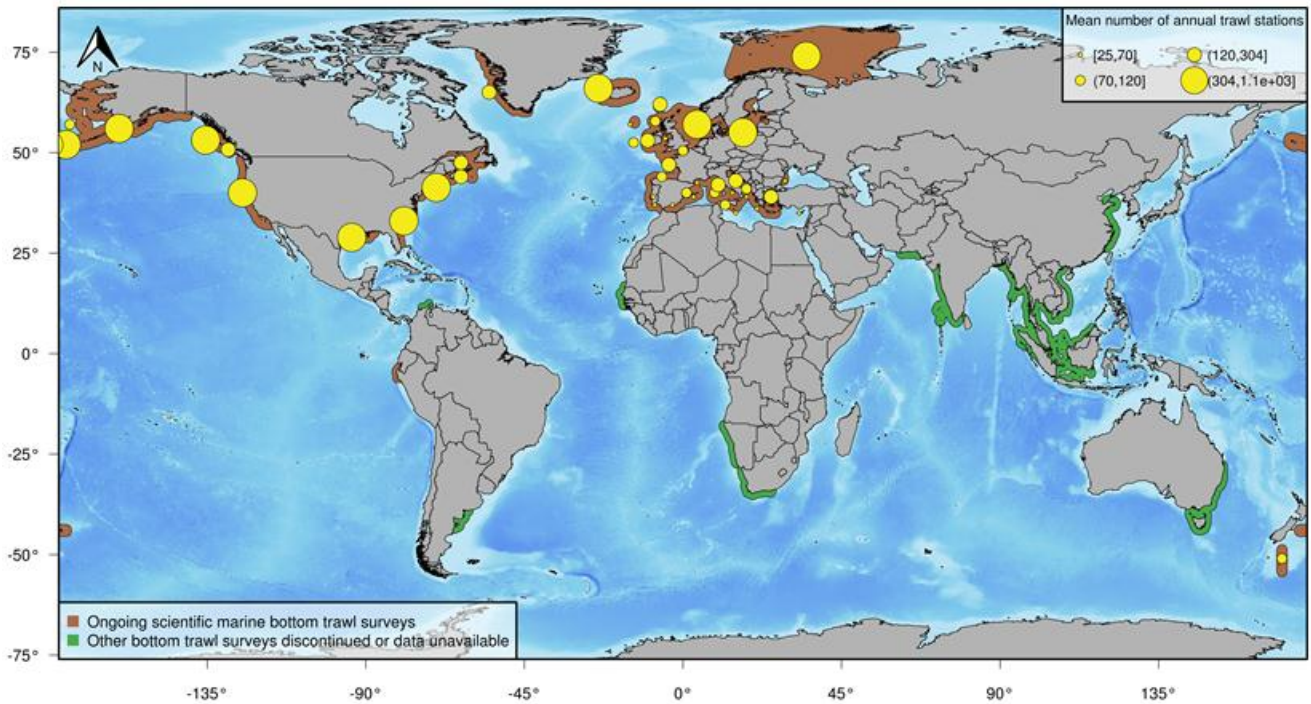 Mean number of annual trawl stations
[25,70] (120,304]
(70,120] (304,1.1e+03]
75°
50°
25°
0°
-25°
-50°
-75°
N
Ongoing scientific marine bottom trawl surveys
Other bottom trawl surveys discontinued or data unavailable
-135° -90° -45° 0° 45° 90° 135°